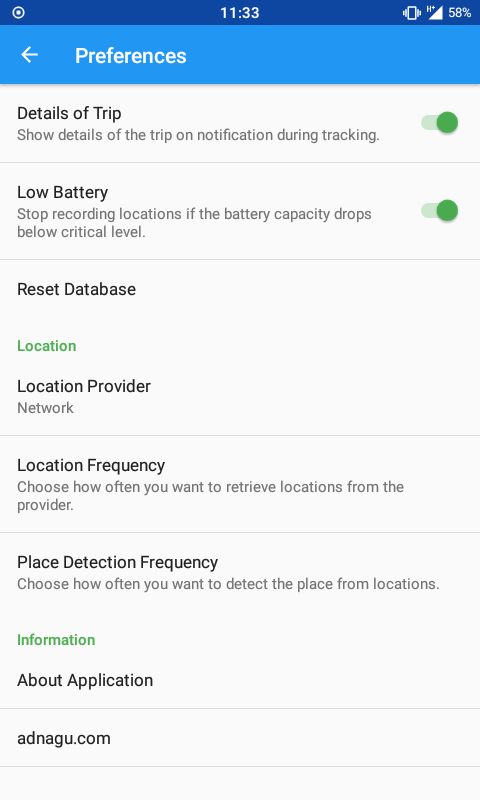 11:33
H+
58%
Preferences
Details of Trip
Show details of the trip on notification during tracking.
Low Battery
Stop recording locations if the battery capacity drops
below critical level.
Reset Database
Location
Location Provider
Network
Location Frequency
Choose how often you want to retrieve locations from the
provider.
Place Detection Frequency
Choose how often you want to detect the place from locations.
Information
About Application
adnagu.com